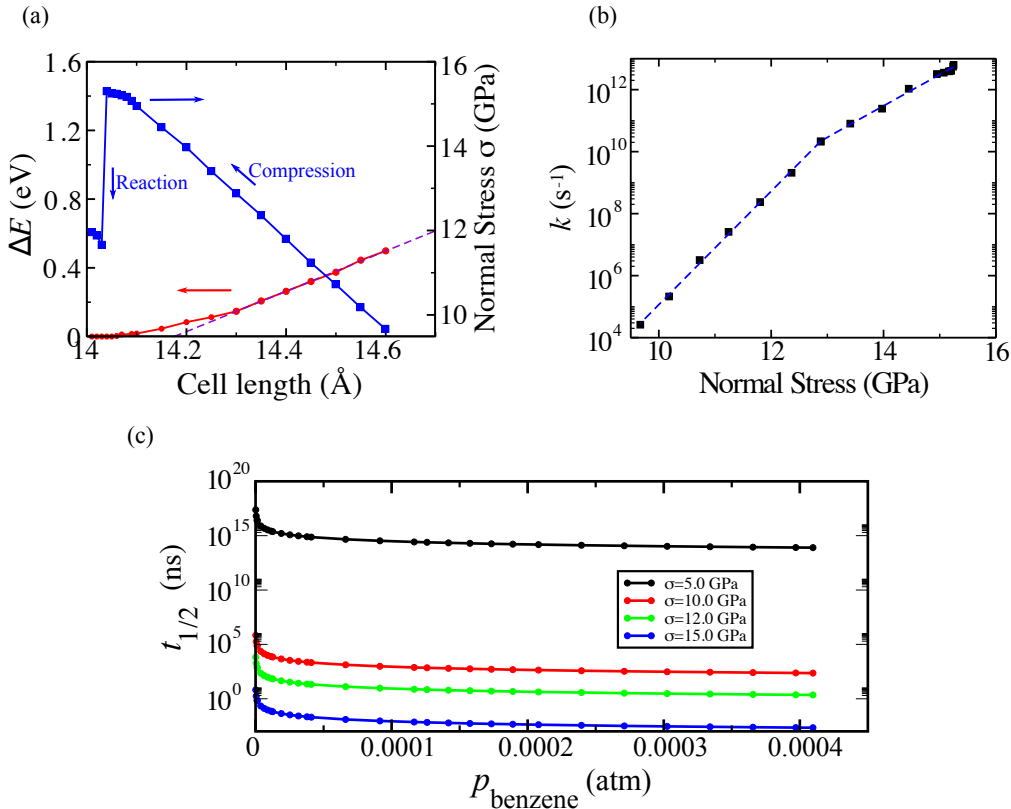 (a)
1.6
1.2
0.8
0.4
0
ΔE (eV)
16
14
12
10
Normal Stress σ (GPa)
Reaction
Compression
14
14.2
14.4
14.6
Cell length (Å)
(b)
10^12
10^10
10^8
10^6
10^4
k (s^-1)
10
12
14
16
Normal Stress (GPa)
(c)
10^20
10^15
10^10
10^5
10^0
t_1/2 (ns)
σ=5.0 GPa
σ=10.0 GPa
σ=12.0 GPa
σ=15.0 GPa
0
0.0001
0.0002
0.0003
0.0004
p_benzene (atm)